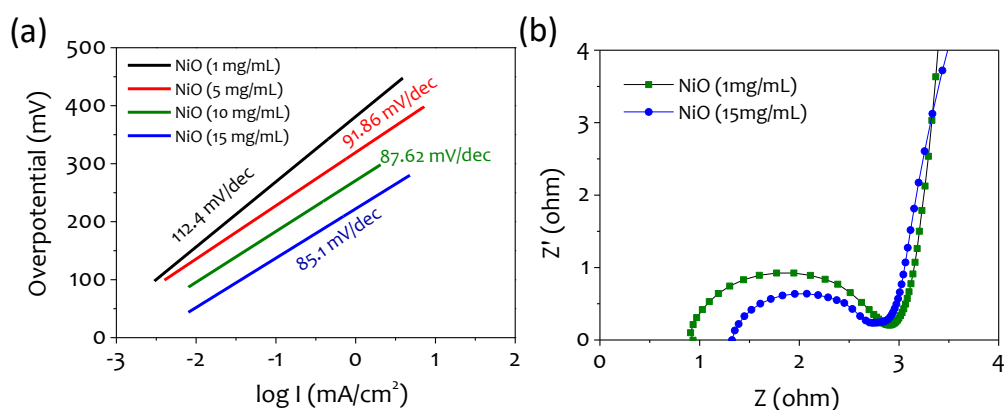 (a)
500
400
300
200
100
0
Overpotential (mV)
NiO (1 mg/mL)
NiO (5 mg/mL)
NiO (10 mg/mL)
NiO (15 mg/mL)
112.4 mV/dec
91.86 mV/dec
87.62 mV/dec
85.1 mV/dec
-3 -2 -1 0 1 2
log I (mA/cm²)
(b)
4
3
2
1
0
Z' (ohm)
NiO (1mg/mL)
NiO (15mg/mL)
0 1 2 3 4
Z (ohm)